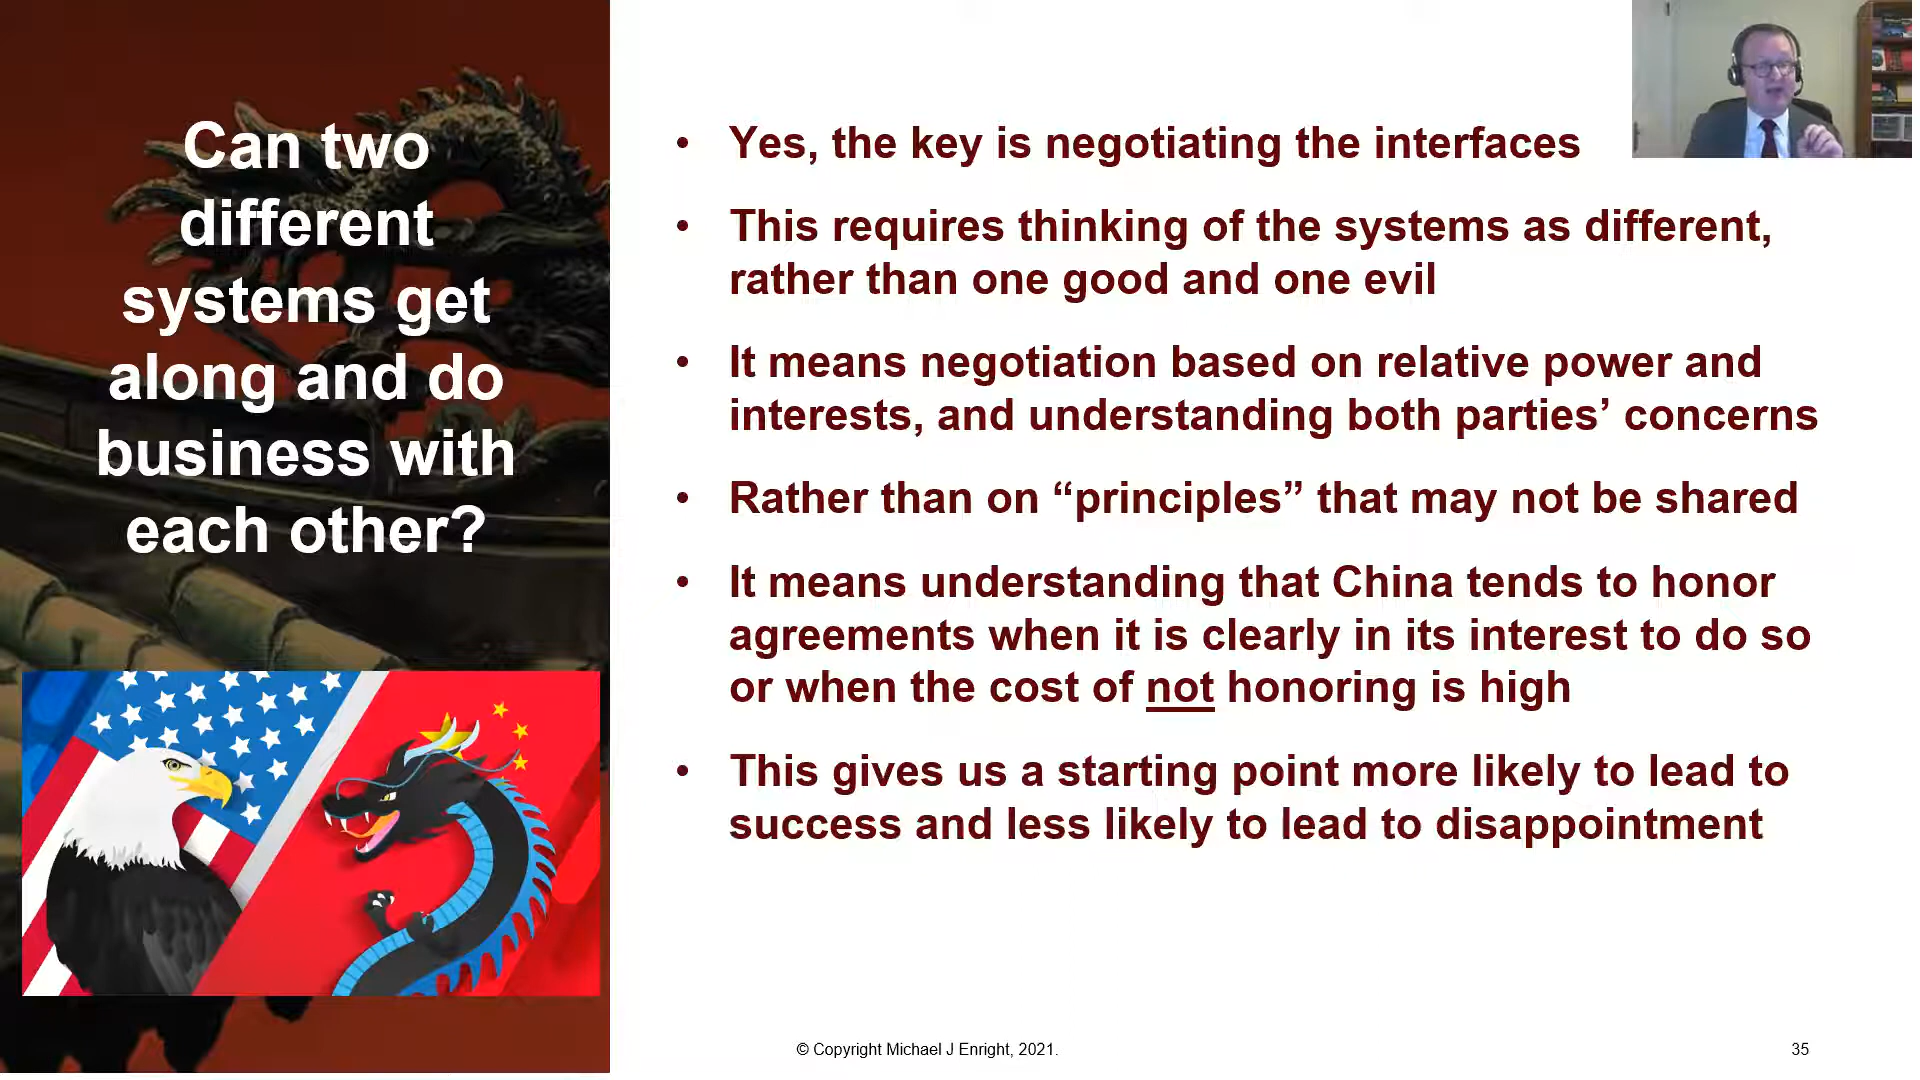 Can two
different
systems get
along and do
business with
each other?
• Yes, the key is negotiating the interfaces
• This requires thinking of the systems as different,
rather than one good and one evil
• It means negotiation based on relative power and
interests, and understanding both parties’ concerns
• Rather than on “principles” that may not be shared
• It means understanding that China tends to honor
agreements when it is clearly in its interest to do so
or when the cost of not honoring is high
• This gives us a starting point more likely to lead to
success and less likely to lead to disappointment
© Copyright Michael J Enright, 2021.
35